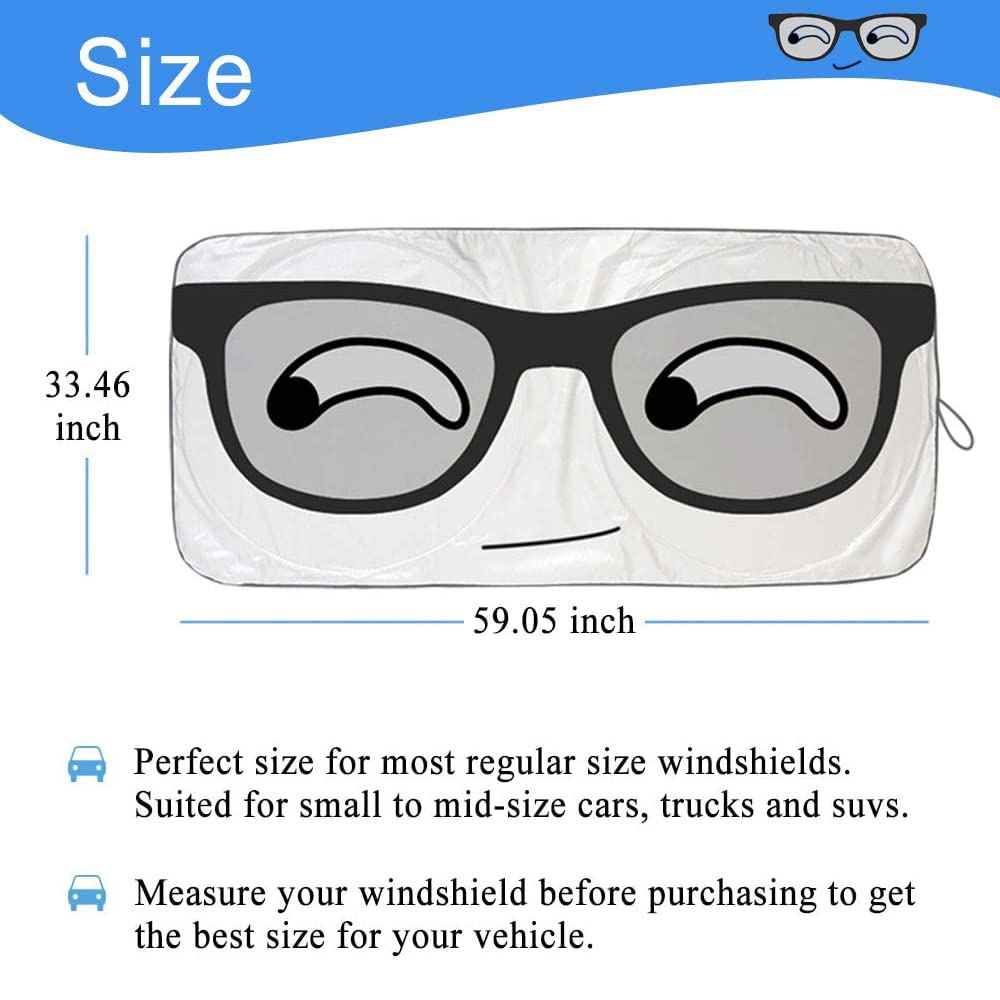 Size
33.46
inch
59.05 inch
Perfect size for most regular size windshields.
Suited for small to mid-size cars, trucks and suvs.
Measure your windshield before purchasing to get
the best size for your vehicle.